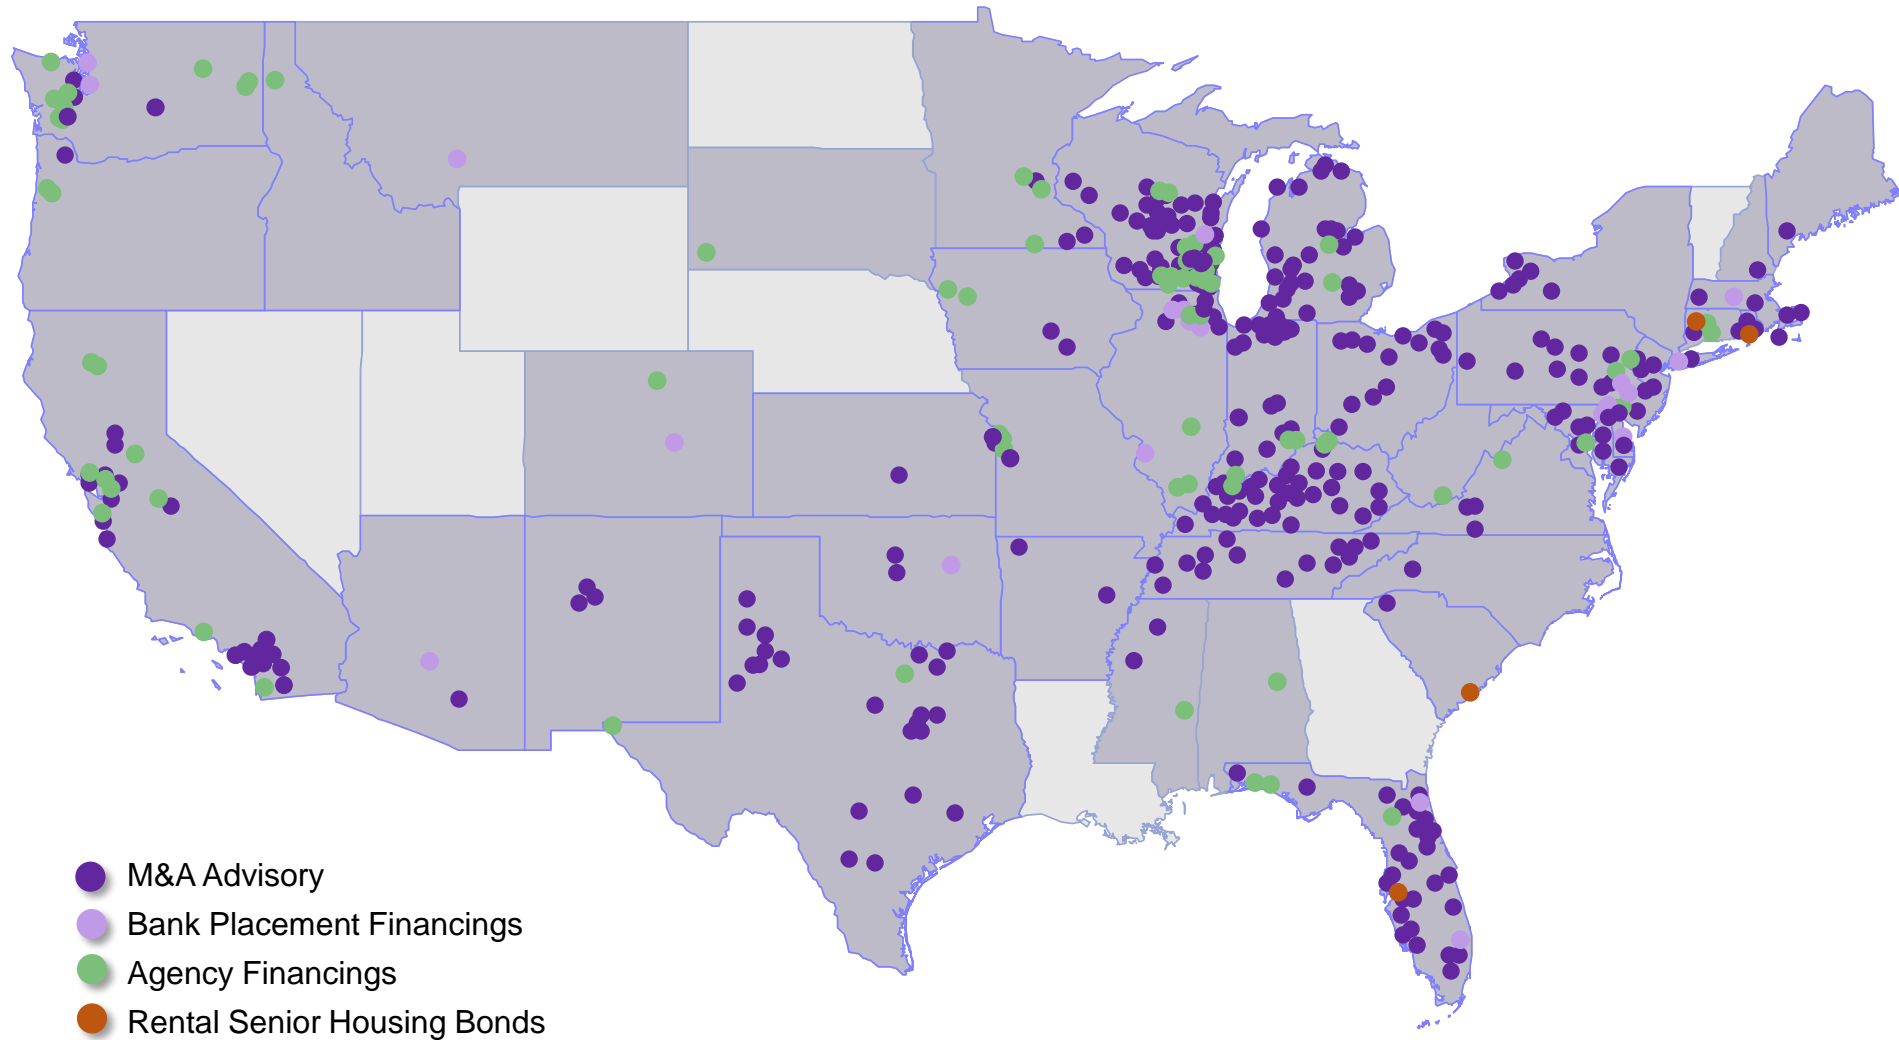 M&A Advisory
Bank Placement Financings
Agency Financings
Rental Senior Housing Bonds